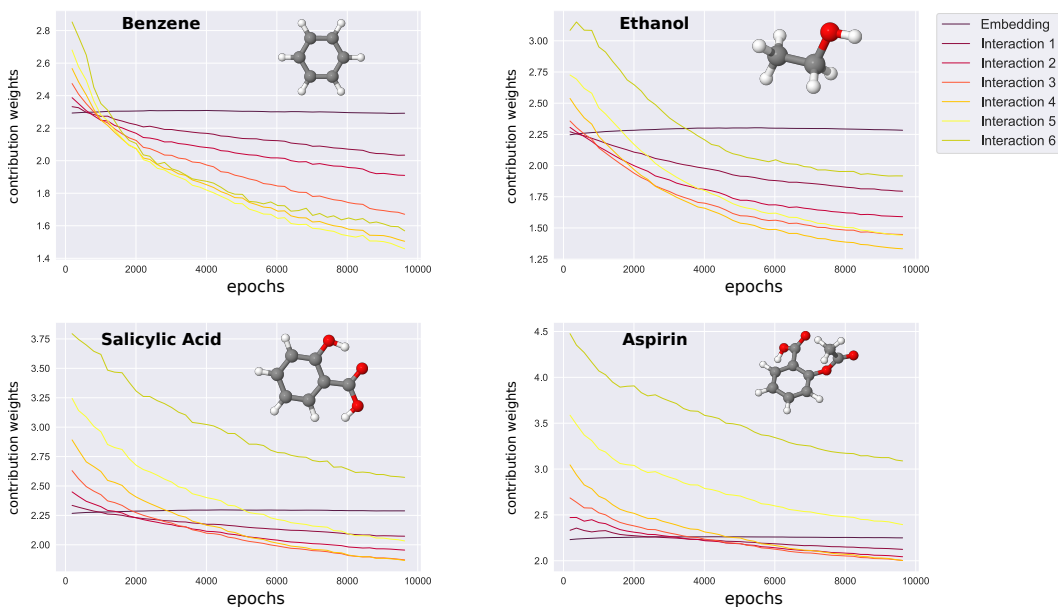 Benzene
contribution weights
2.8
2.6
2.4
2.2
2.0
1.8
1.6
1.4
0
2000
4000
6000
8000
10000
epochs
Ethanol
contribution weights
3.00
2.75
2.50
2.25
2.00
1.75
1.50
1.25
0
2000
4000
6000
8000
10000
epochs
Embedding
Interaction 1
Interaction 2
Interaction 3
Interaction 4
Interaction 5
Interaction 6
Salicylic Acid
contribution weights
3.75
3.50
3.25
3.00
2.75
2.50
2.25
2.00
0
2000
4000
6000
8000
10000
epochs
Aspirin
contribution weights
4.5
4.0
3.5
3.0
2.5
2.0
0
2000
4000
6000
8000
10000
epochs